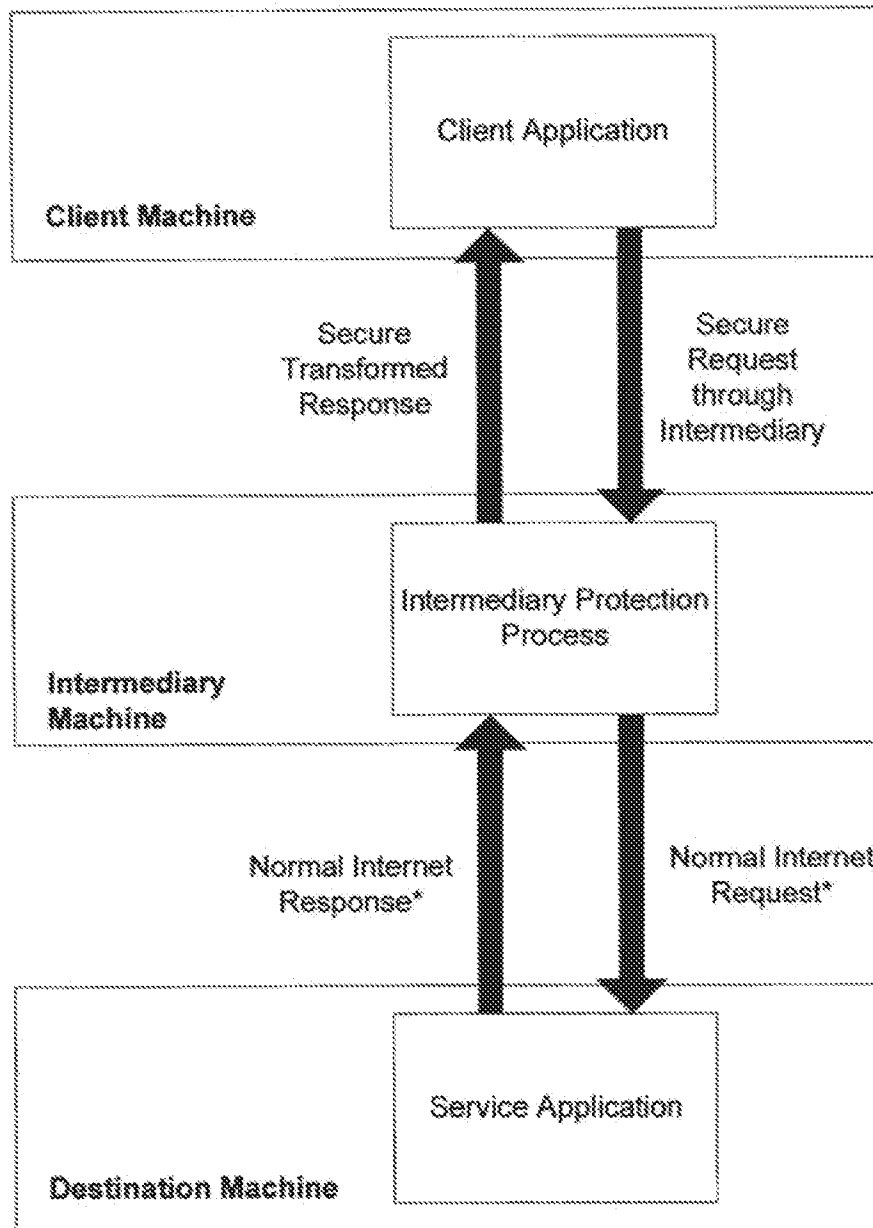 Client Application
Client Machine
Secure
Transformed
Response
Secure
Request
through
Intermediary
Intermediary Protection
Process
Intermediary
Machine
Normal Internet
Response*
Normal Internet
Request*
Service Application
Destination Machine